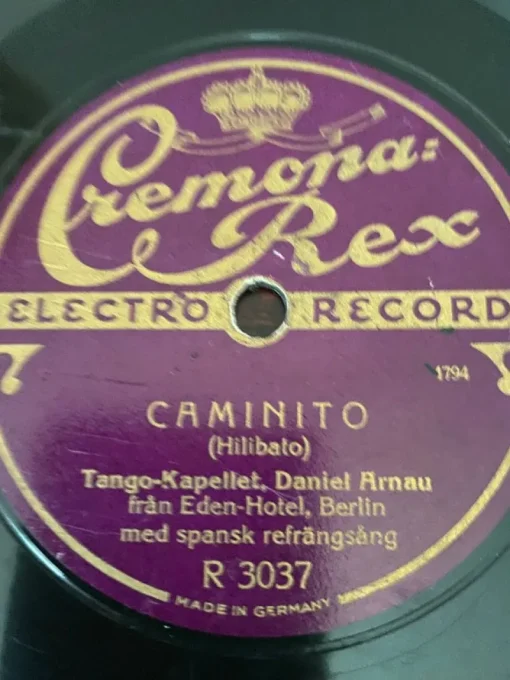 Cremona-
Rex
ELECTRO RECORD
1794
CAMINITO
(Hilibato)
Tango-Kapellet, Daniel Arnau
från Eden-Hotel, Berlin
med spansk refrängsång
R 3037
MADE IN GERMANY